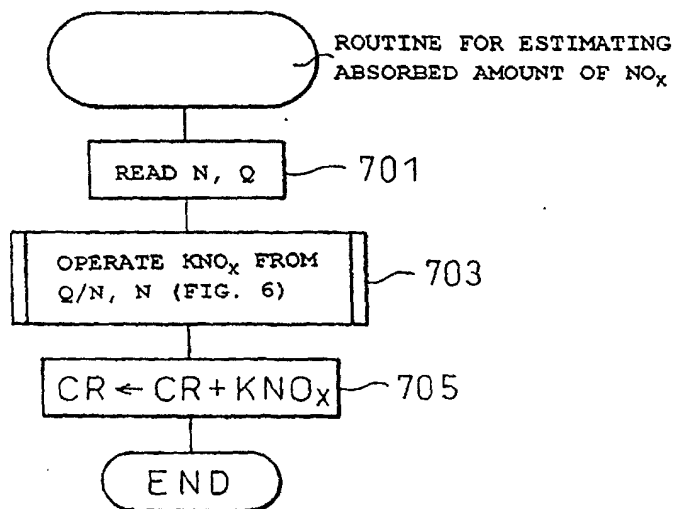 ROUTINE FOR ESTIMATING
ABSORBED AMOUNT OF NOx
READ N, Q
701
OPERATE KNOx FROM
Q/N, N (FIG. 6)
703
CR ← CR + KNOx
705
END